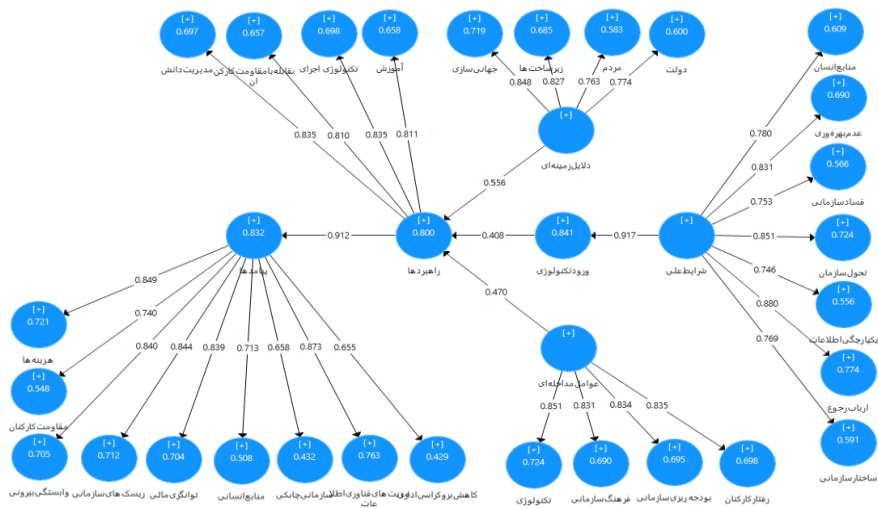 [+]
0.697
مدیریت دانش
[+]
0.657
مقابله با مقاومت کارکن
ان
[+]
0.698
تکنولوژی اجرای
[+]
0.658
آموزش
[+]
0.719
جهانی سازی
[+]
0.685
زیرساخت ها
[+]
0.583
مردم
[+]
0.600
دولت
[+]
0.609
منابع انسان
[+]
0.690
عدم بهره وری
[+]
0.566
فساد سازمانی
[+]
0.724
تحول سازمان
[+]
0.556
یکپارچگی اطلاعات
[+]
0.774
ارباب رجوع
[+]
0.591
ساختار سازمانی
0.848
0.827
0.763
0.774
[+]
دلایل زمینه ای
0.835
0.810
0.835
0.811
0.556
0.780
0.831
0.753
0.851
0.746
0.880
0.769
[+]
0.832
پیامدها
0.912
[+]
0.800
راهبردها
0.408
[+]
0.841
ورود تکنولوژی
0.917
[+]
شرایط علی
0.470
[+]
عوامل مداخله ای
0.849
0.740
0.840
0.844
0.839
0.713
0.658
0.873
0.655
0.851
0.831
0.834
0.835
[+]
0.721
هزینه ها
[+]
0.548
مقاومت کارکنان
[+]
0.705
وابستگی بیرونی
[+]
0.712
ریسک های سازمانی
[+]
0.704
توانگری مالی
[+]
0.508
منابع انسانی
[+]
0.432
سازمانی چابکی
[+]
0.763
های فناوری اطلا
عات
[+]
0.429
کاهش بروکراسی
[+]
0.724
تکنولوژی
[+]
0.690
فرهنگ سازمانی
[+]
0.695
بودجه ریزی سازمانی
[+]
0.698
رفتار کارکنان